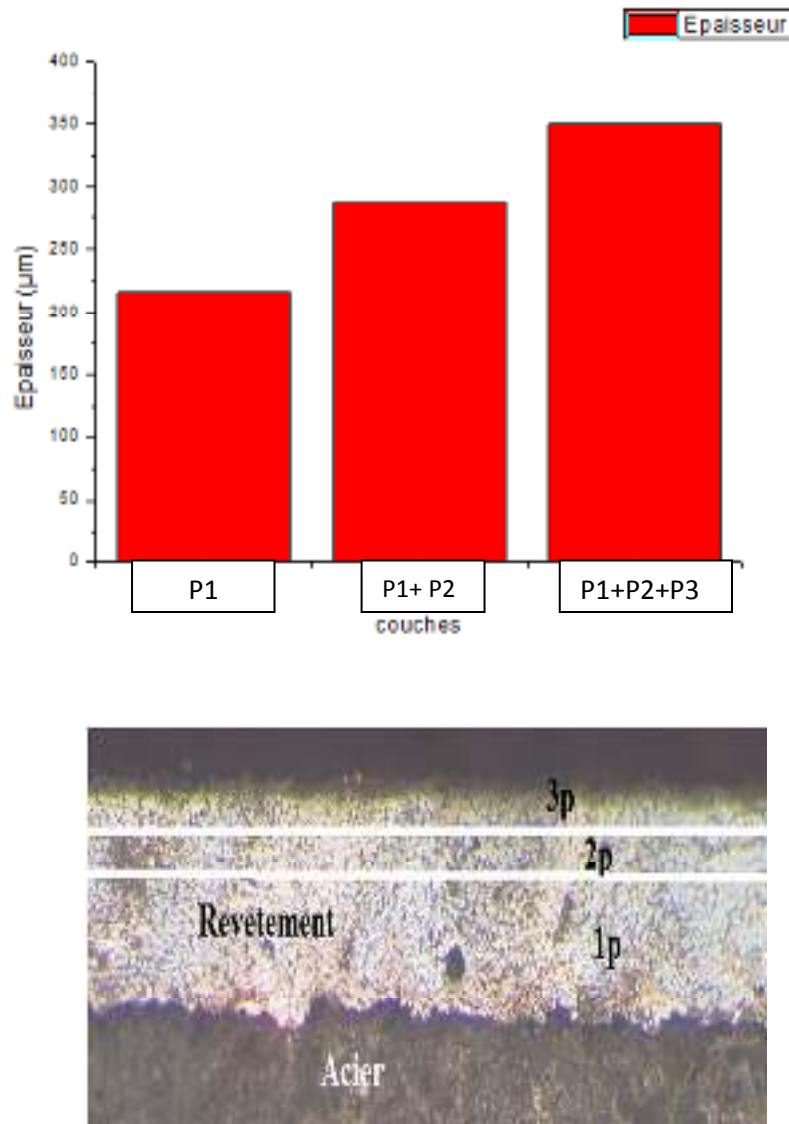 Epaisseur
400
350
300
250
200
150
100
50
0
Epaisseur (µm)
P1
P1+ P2
P1+P2+P3
couches
3p
2p
Revetement
1p
Acier